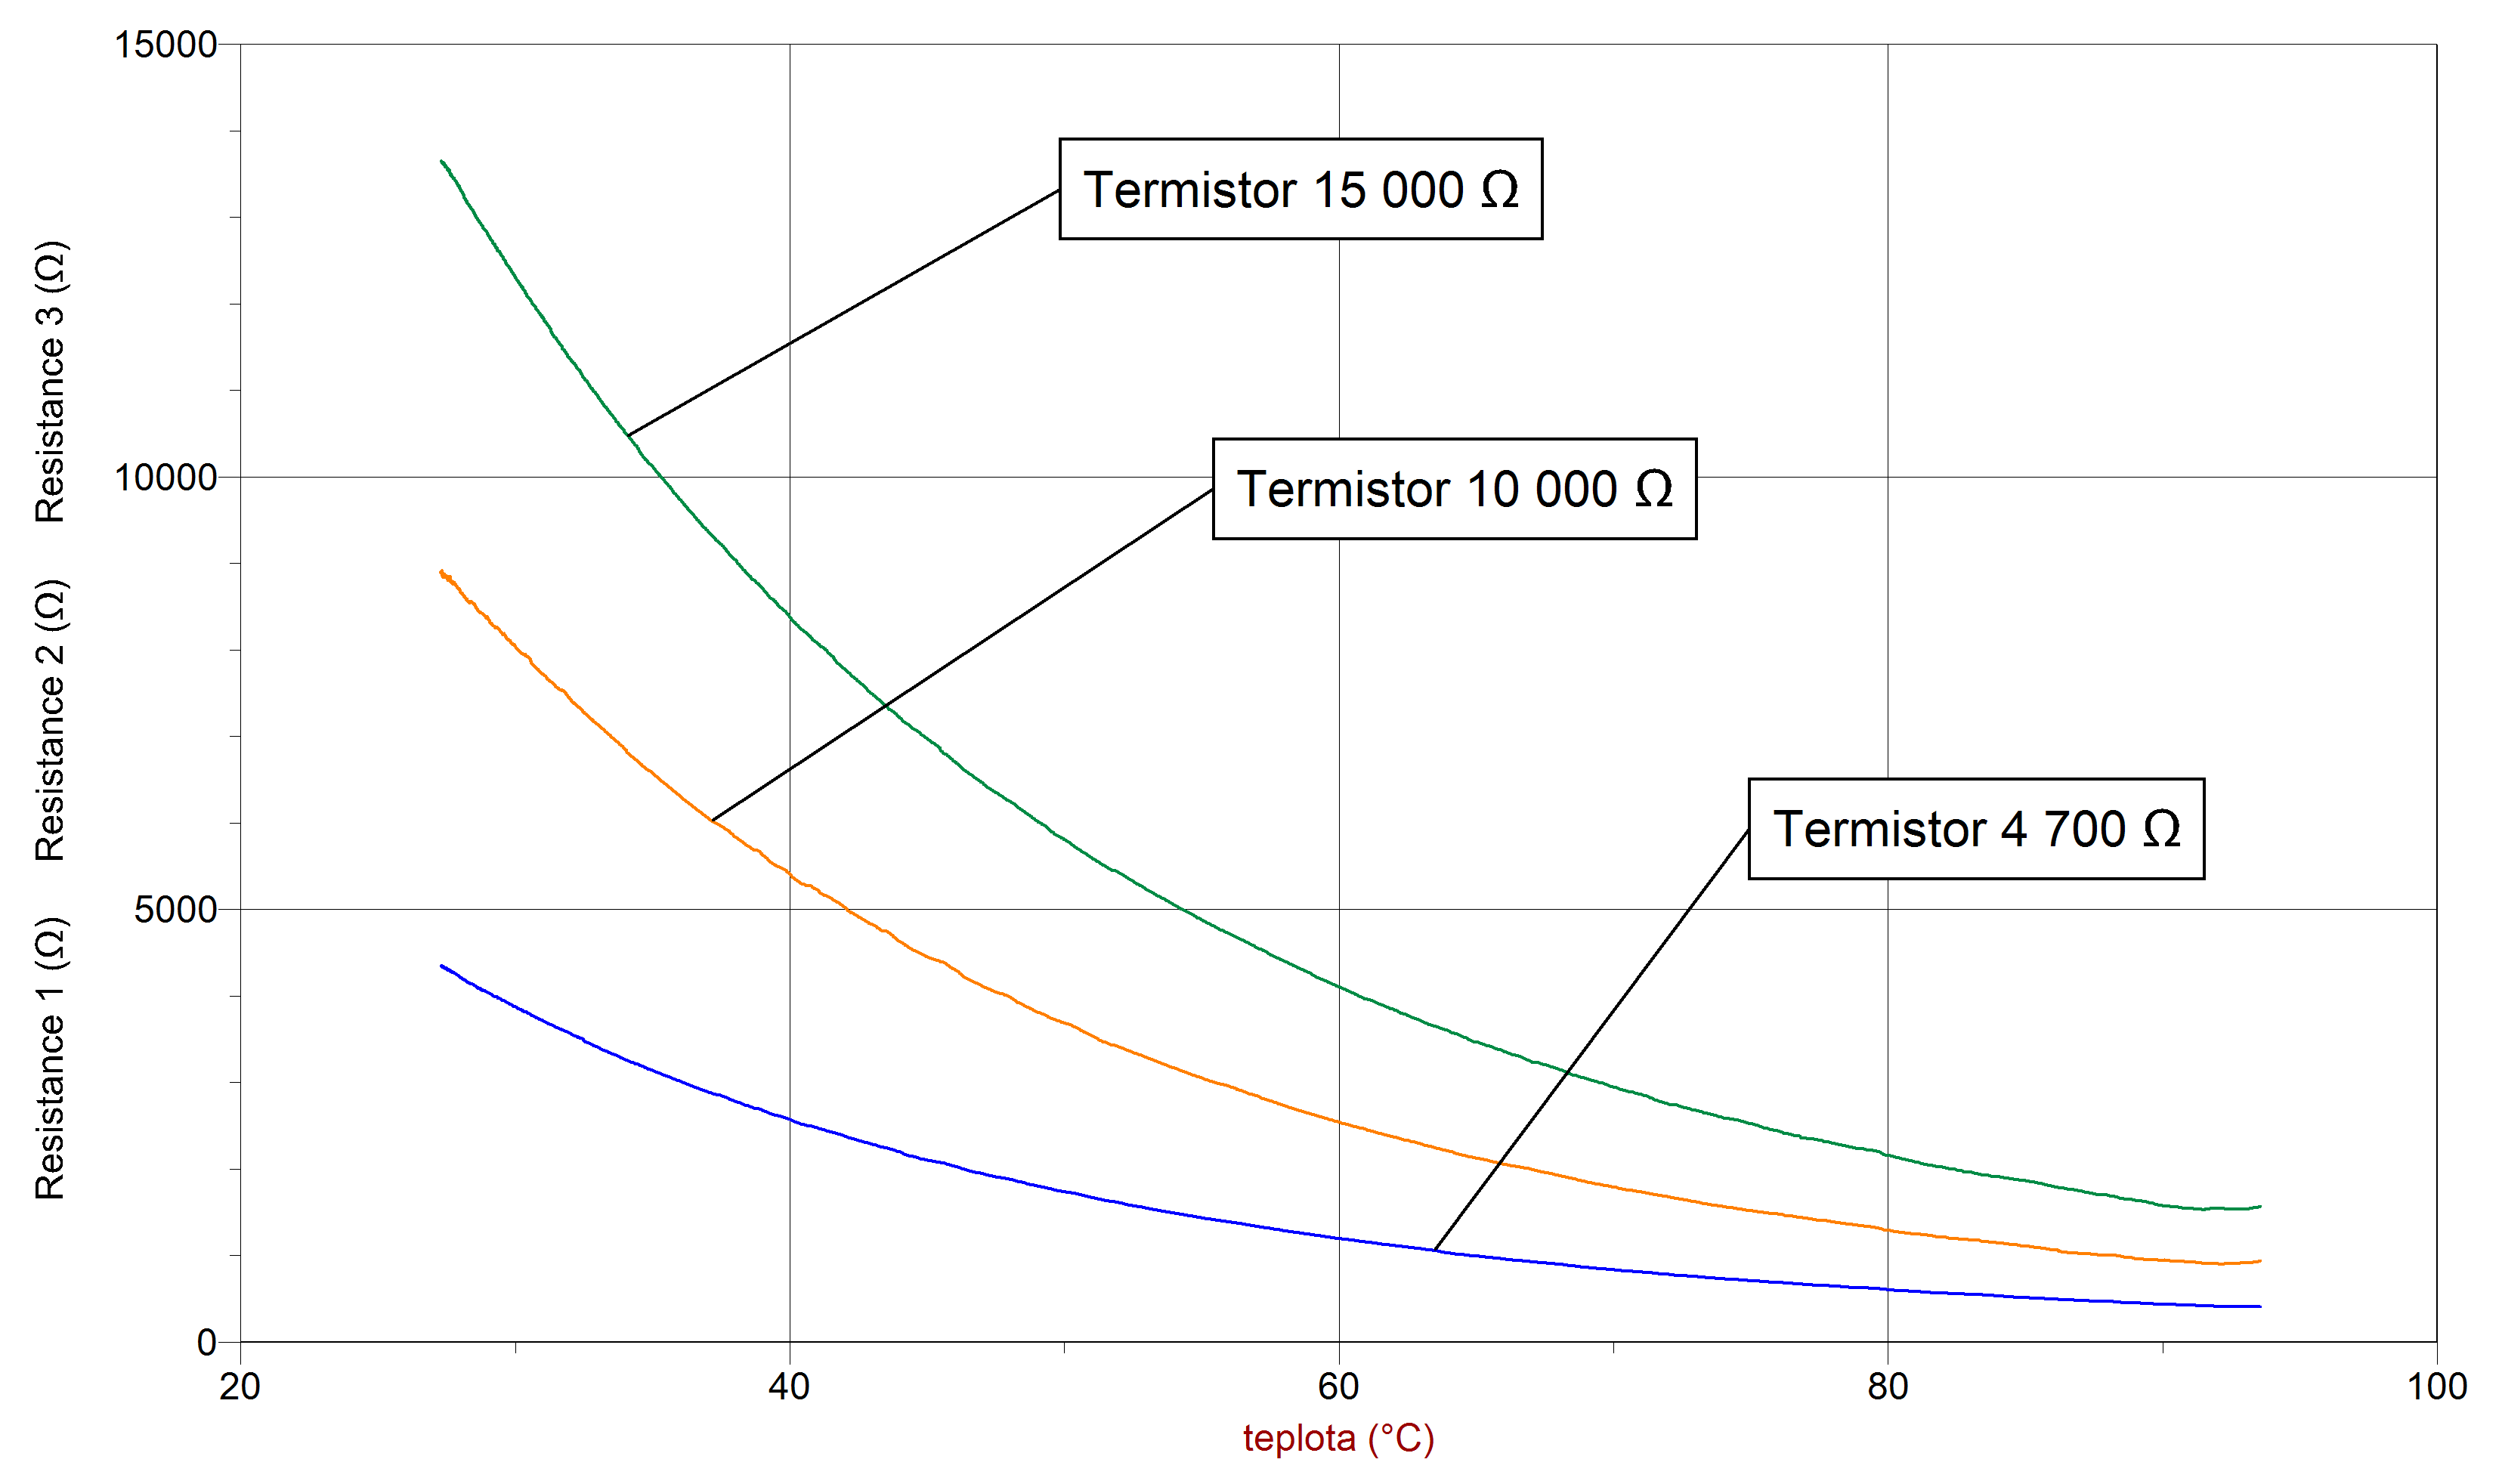 15000
10000
5000
0
Resistance 3 (Ω)
Resistance 2 (Ω)
Resistance 1 (Ω)
Termistor 15 000 Ω
Termistor 10 000 Ω
Termistor 4 700 Ω
20
40
60
80
100
teplota (°C)